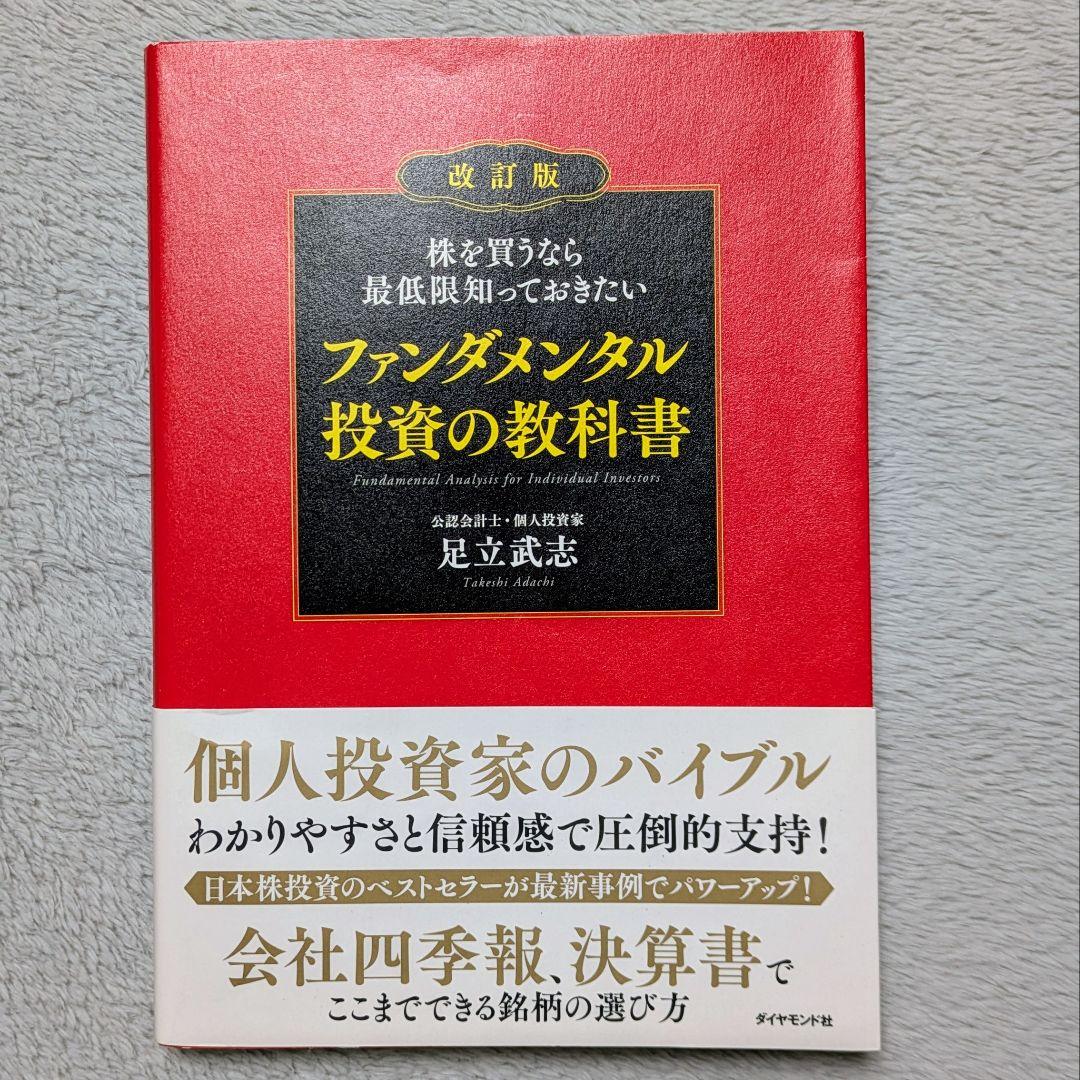 改訂版
株を買うなら
最低限知っておきたい
ファンダメンタル
投資の教科書
Fundamental Analysis for Individual Investors
公認会計士・個人投資家
足立武志
Takeshi Adachi
個人投資家のバイブル
わかりやすさと信頼感で圧倒的支持!
日本株投資のベストセラーが最新事例でパワーアップ!
会社四季報、決算書で
ここまでできる銘柄の選び方
ダイヤモンド社